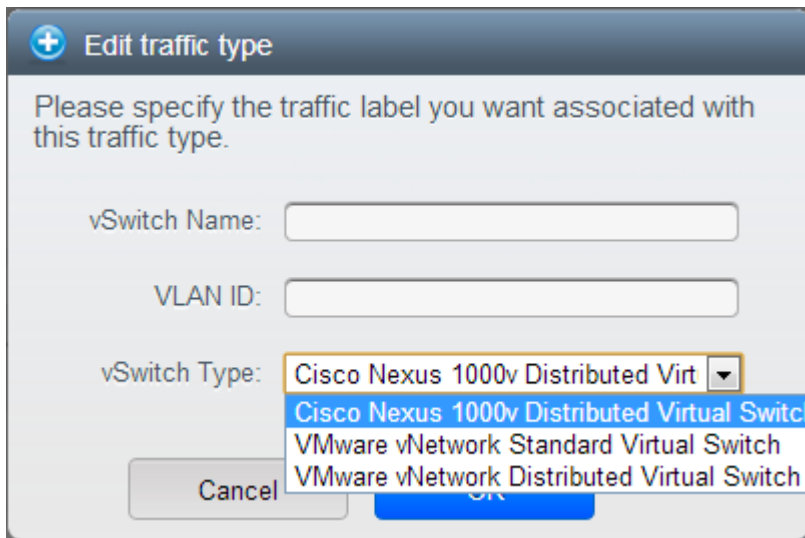 Edit traffic type
Please specify the traffic label you want associated with
this traffic type.
vSwitch Name:
VLAN ID:
vSwitch Type:
Cisco Nexus 1000v Distributed Virt
Cisco Nexus 1000v Distributed Virtual Switc
VMware vNetwork Standard Virtual Switch
VMware vNetwork Distributed Virtual Switch
Cancel